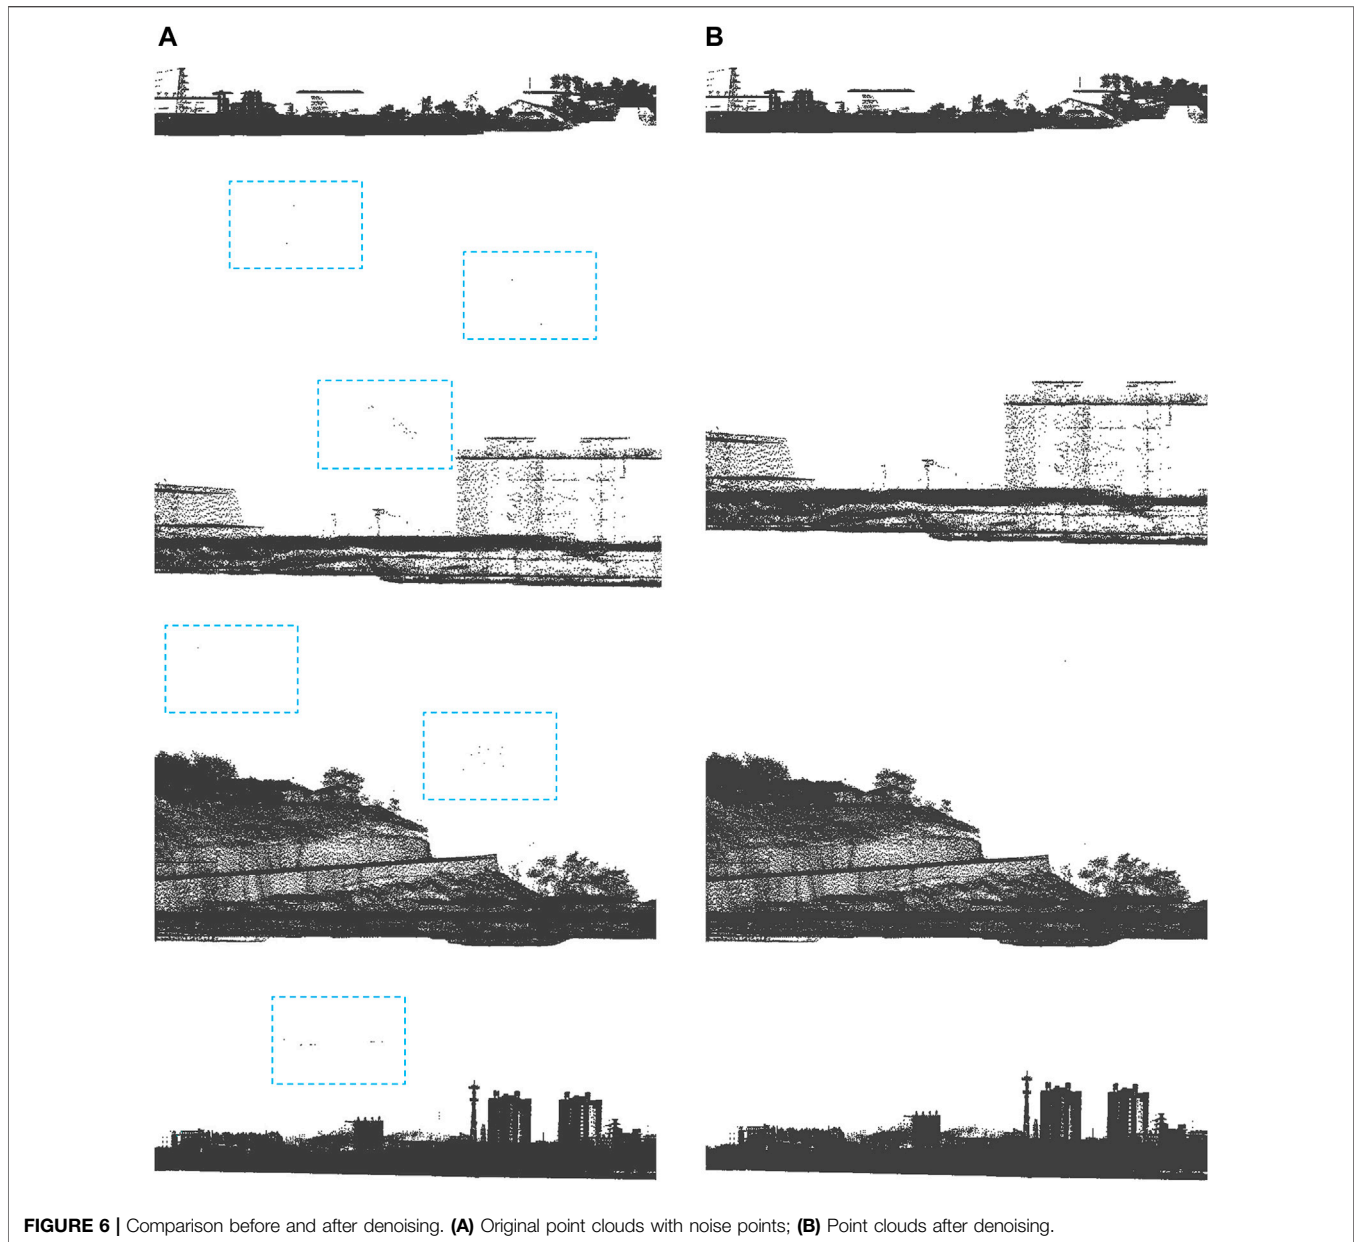 A
B
FIGURE 6 | Comparison before and after denoising. (A) Original point clouds with noise points; (B) Point clouds after denoising.